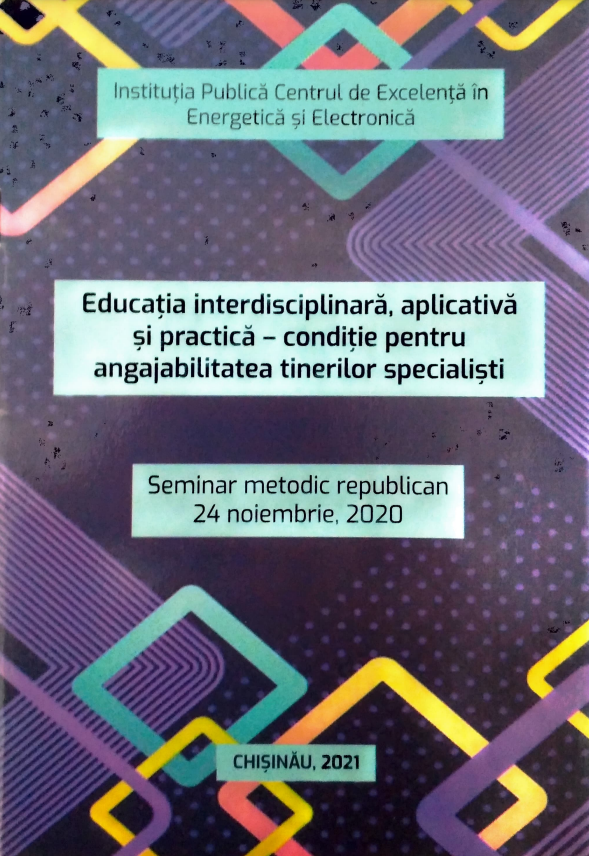 Instituția Publică Centrul de Excelență în
Energetică și Electronică
Educația interdisciplinară, aplicativă
și practică – condiție pentru
angajabilitatea tinerilor specialiști
Seminar metodic republican
24 noiembrie, 2020
CHIȘINĂU, 2021